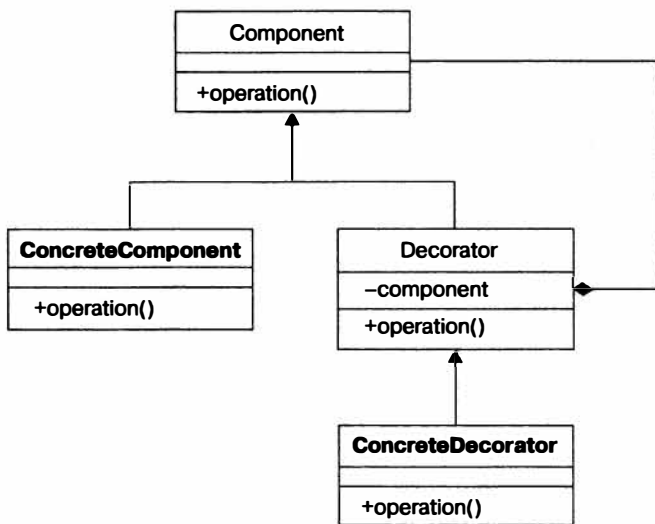 Component
+operation()
ConcreteComponent
+operation()
Decorator
–component
+operation()
ConcreteDecorator
+operation()